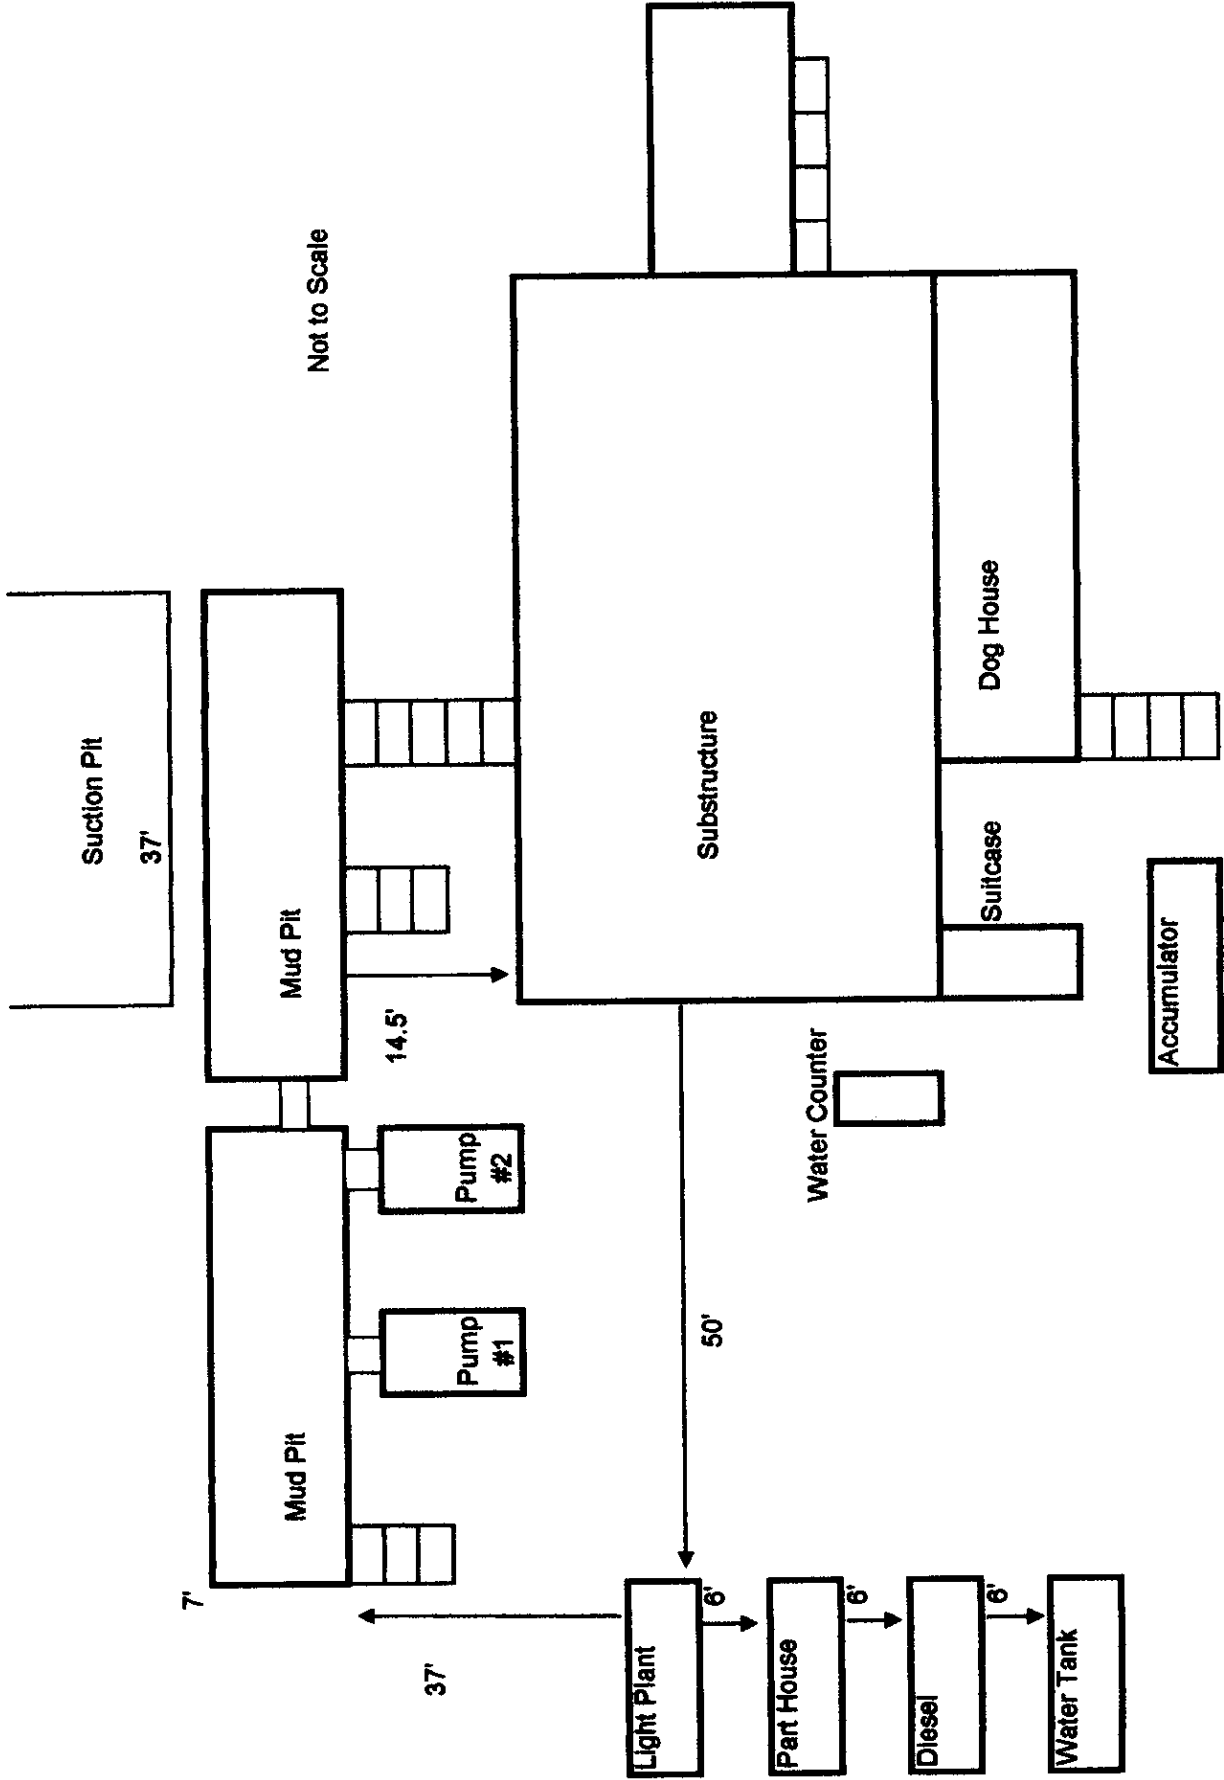 Suction Pit
37'
7'
Mud Pit
Mud Pit
Not to Scale
14.5'
37'
Pump
#1
Pump
#2
Light Plant
50'
Substructure
6'
Part House
Water Counter
6'
Diesel
Suitcase
Dog House
6'
Water Tank
Accumulator